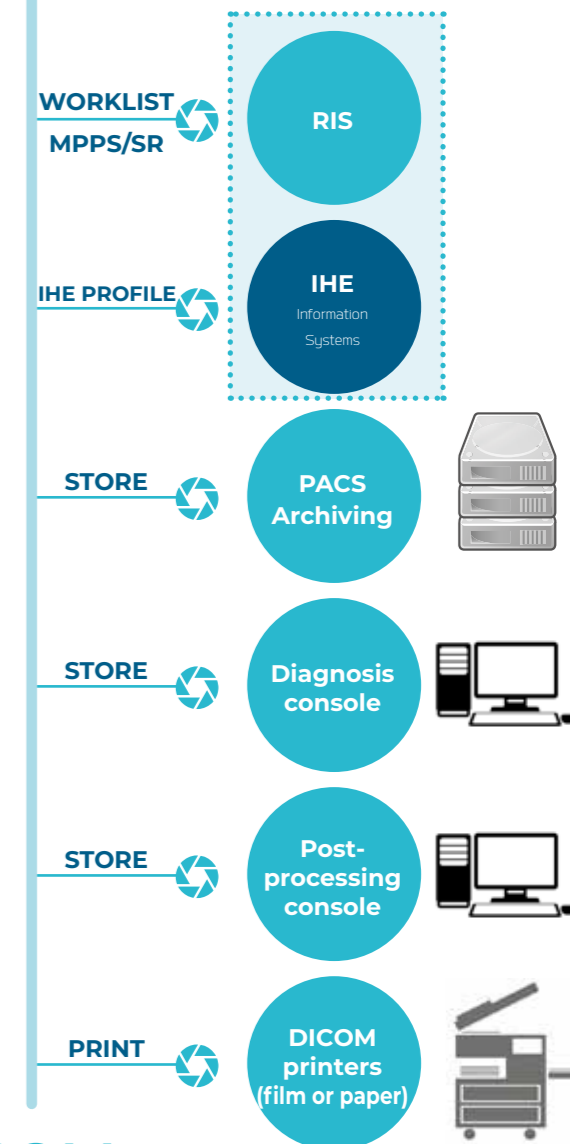 WORKLIST
MPPS/SR
RIS
IHE PROFILE
IHE
Information
Systems
STORE
PACS
Archiving
STORE
Diagnosis
console
STORE
Post-
processing
console
PRINT
DICOM
printers
(film or paper)